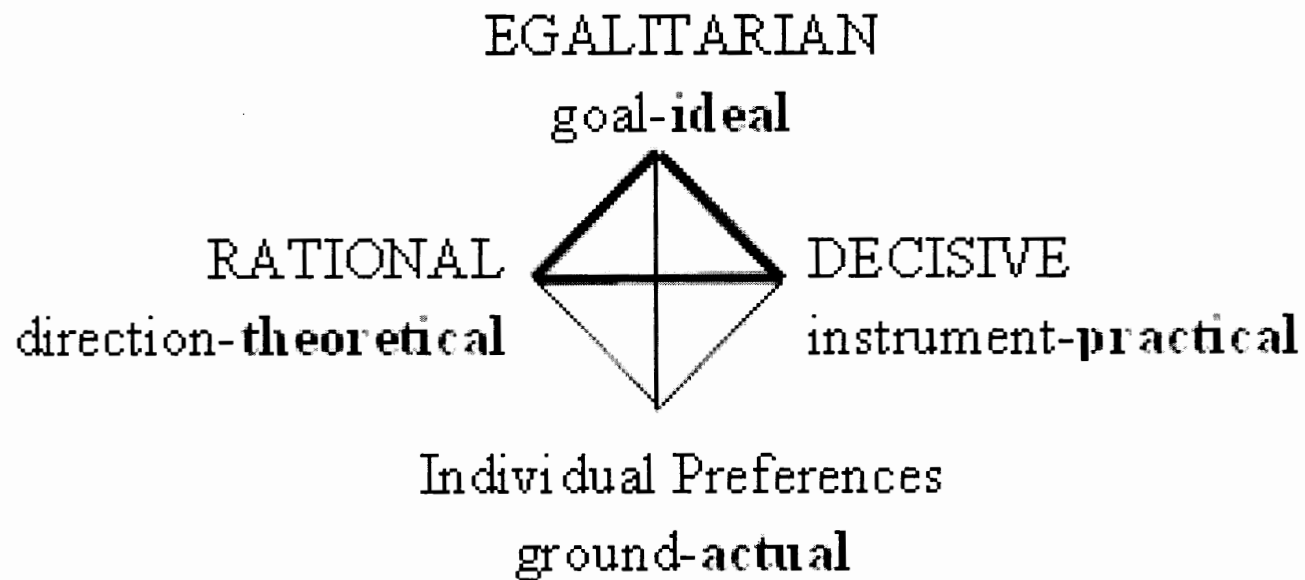 EGALITARIAN
goal-ideal
RATIONAL
direction-theoretical
DECISIVE
instrument-practical
Individual Preferences
ground-actual